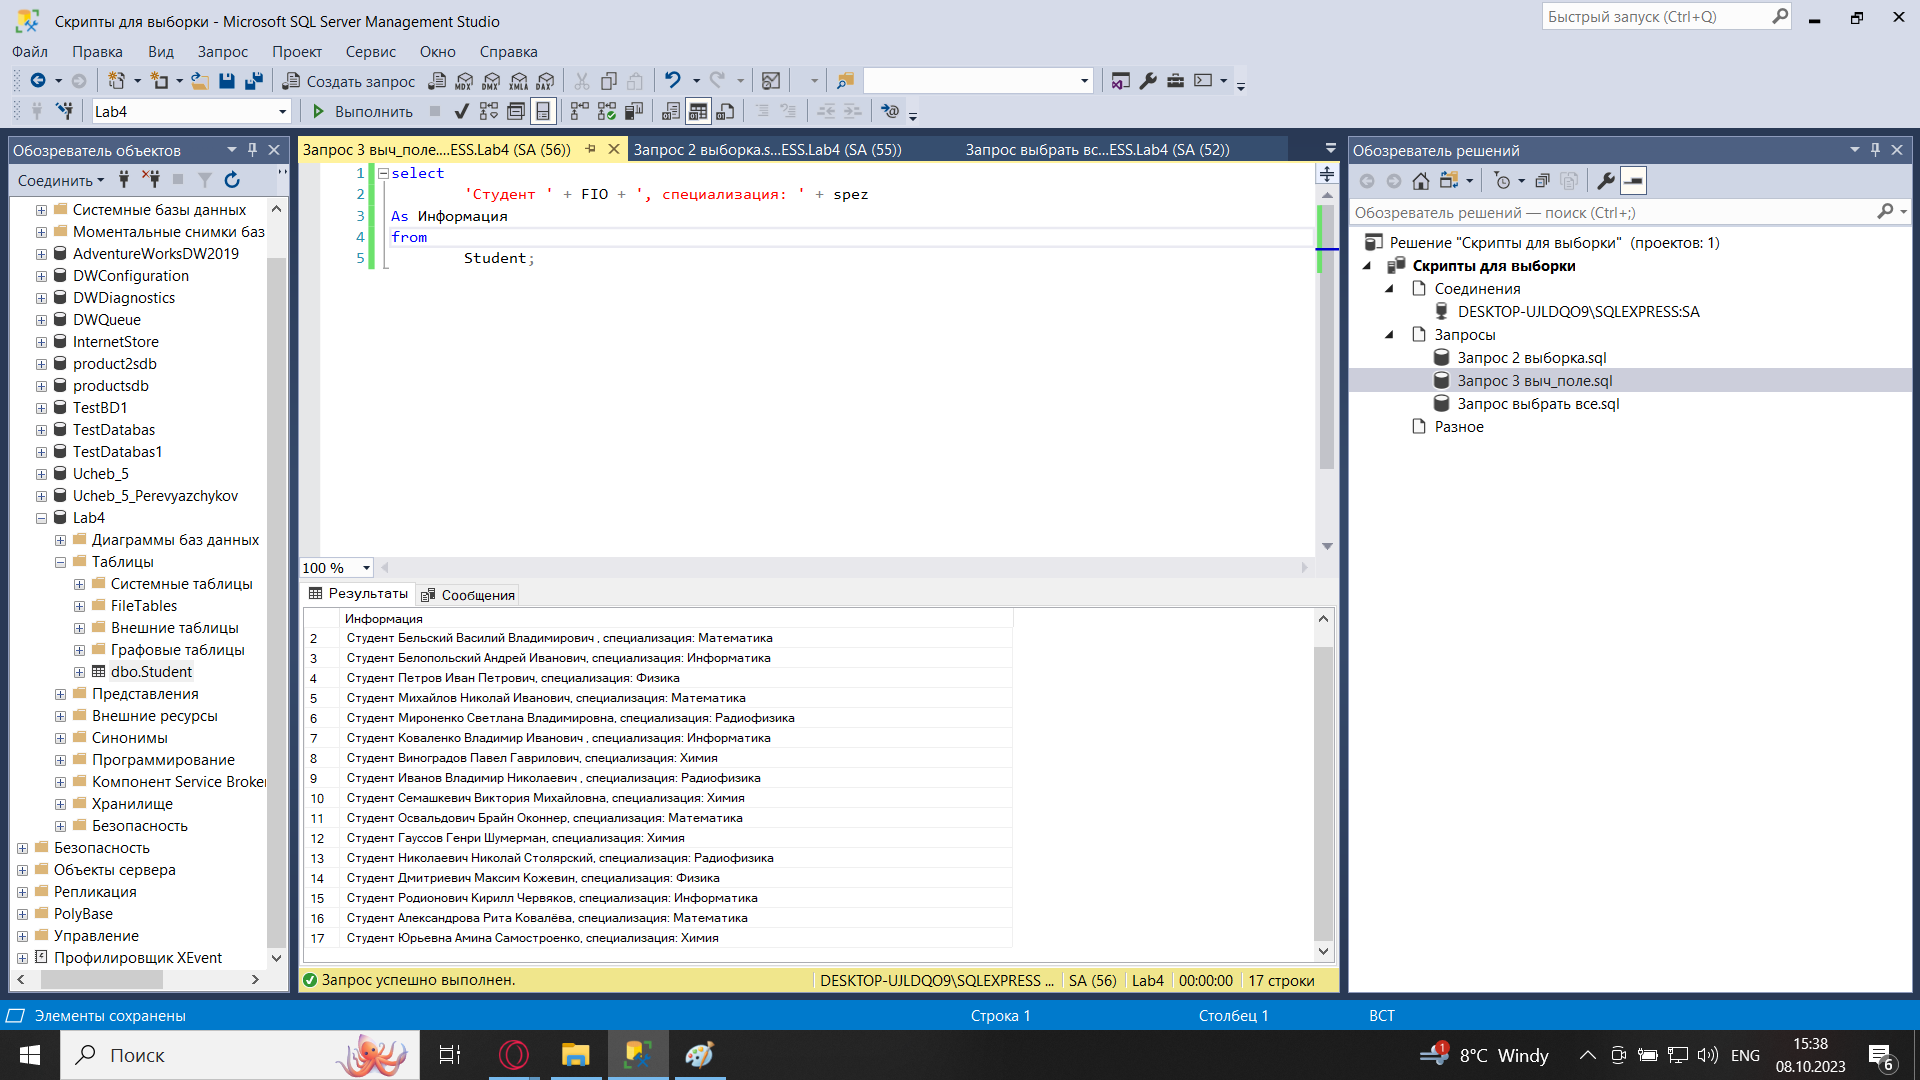 Скрипты для выборки - Microsoft SQL Server Management Studio
Быстрый запуск (Ctrl+Q)
Файл Правка Вид Запрос Проект Сервис Окно Справка
Создать запрос MDX DMX XMLA DAX
Lab4 Выполнить
Обозреватель объектов
Соединить
Системные базы данных
Моментальные снимки баз
AdventureWorksDW2019
DWConfiguration
DWDiagnostics
DWQueue
InternetStore
product2sdb
productsdb
TestBD1
TestDatabas
TestDatabas1
Ucheb_5
Ucheb_5_Perevyazchykov
Lab4
Диаграммы баз данных
Таблицы
Системные таблицы
FileTables
Внешние таблицы
Графовые таблицы
dbo.Student
Представления
Внешние ресурсы
Синонимы
Программирование
Компонент Service Broker
Хранилище
Безопасность
Безопасность
Объекты сервера
Репликация
PolyBase
Управление
Профилировщик XEvent
Запрос 3 выч_поле....ESS.Lab4 (SA (56)) Запрос 2 выборка.s...ESS.Lab4 (SA (55)) Запрос выбрать вс...ESS.Lab4 (SA (52))
1 select
2 'Студент ' + FIO + ', специализация: ' + spez
3 As Информация
4 from
5 Student;
100 %
Результаты Сообщения
Информация
2 Студент Бельский Василий Владимирович , специализация: Математика
3 Студент Белопольский Андрей Иванович, специализация: Информатика
4 Студент Петров Иван Петрович, специализация: Физика
5 Студент Михайлов Николай Иванович, специализация: Математика
6 Студент Мироненко Светлана Владимировна, специализация: Радиофизика
7 Студент Коваленко Владимир Иванович , специализация: Информатика
8 Студент Виноградов Павел Гаврилович, специализация: Химия
9 Студент Иванов Владимир Николаевич , специализация: Радиофизика
10 Студент Семашкевич Виктория Михайловна, специализация: Химия
11 Студент Освальдович Брайн Оконнер, специализация: Математика
12 Студент Гауссов Генри Шумерман, специализация: Химия
13 Студент Николаевич Николай Столярский, специализация: Радиофизика
14 Студент Дмитриевич Максим Кожевин, специализация: Физика
15 Студент Родионович Кирилл Червяков, специализация: Информатика
16 Студент Александрова Рита Ковалёва, специализация: Математика
17 Студент Юрьевна Амина Самостроенко, специализация: Химия
Запрос успешно выполнен. DESKTOP-UJLDQO9\SQLEXPRESS ... SA (56) Lab4 00:00:00 17 строки
Обозреватель решений
Обозреватель решений — поиск (Ctrl+;)
Решение "Скрипты для выборки" (проектов: 1)
Скрипты для выборки
Соединения
DESKTOP-UJLDQO9\SQLEXPRESS:SA
Запросы
Запрос 2 выборка.sql
Запрос 3 выч_поле.sql
Запрос выбрать все.sql
Разное
Элементы сохранены Строка 1 Столбец 1 ВСТ
Поиск 1 8°C Windy ENG 15:38
08.10.2023 6